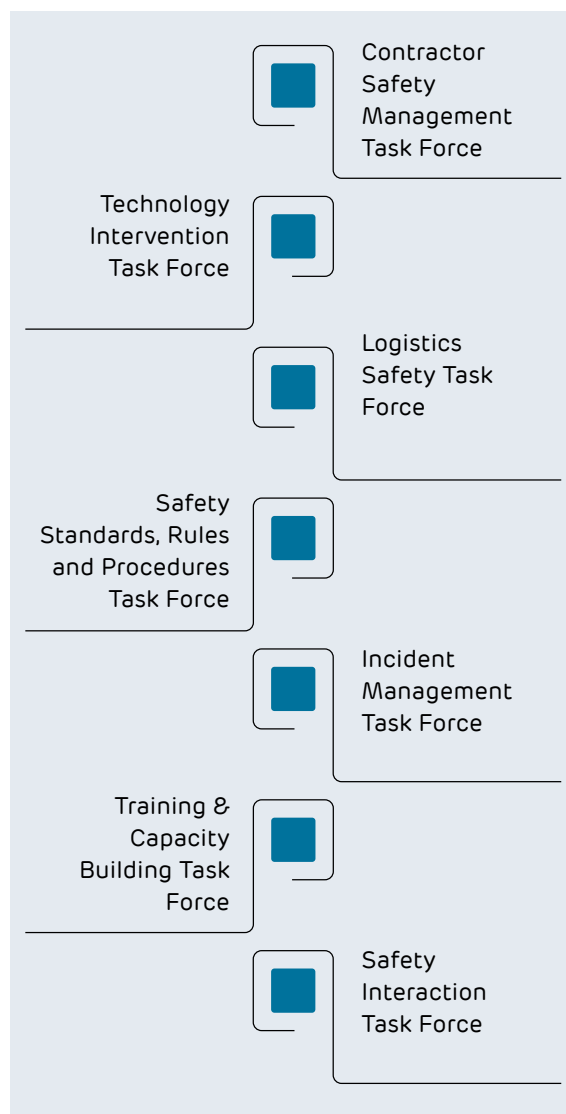 Contractor
Safety
Management
Task Force
Technology
Intervention
Task Force
Logistics
Safety Task
Force
Safety
Standards, Rules
and Procedures
Task Force
Incident
Management
Task Force
Training &
Capacity
Building Task
Force
Safety
Interaction
Task Force